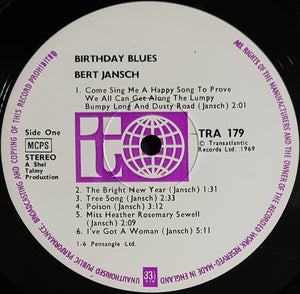 BIRTHDAY BLUES
BERT JANSCH
1. Come Sing Me A Happy Song To Prove
We All Can Get Along The Lumpy
Bumpy Long And Dusty Road (Jansch) 2:01
Side One
MCPS
STEREO
A Shel
Talmy
Production
TRA 179
℗ Transatlantic
Records Ltd. 1969
2. The Bright New Year (Jansch) 1:31
3. Tree Song (Jansch) 2:33
4. Poison (Jansch) 3:12
5. Miss Heather Rosemary Sewell
(Jansch) 2:07
6. I've Got A Woman (Jansch) 5:11
1-6 Pentangle Ltd.
33⅓
ALL RIGHTS OF THE MANUFACTURERS AND THE OWNER OF THE RECORDED WORK RESERVED-MADE IN ENGLAND
UNAUTHORISED PUBLIC PERFORMANCE, BROADCASTING AND COPYING OF THIS RECORD PROHIBITED